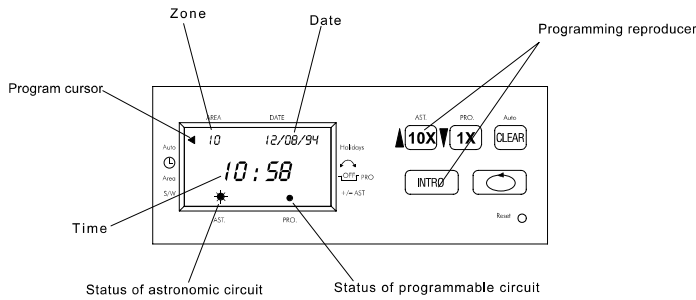 Zone
Date
Programming reproducer
Program cursor
AREA
DATE
AST.
PRO.
Auto
10
12/08/94
10X
1X
CLEAR
Auto
Holidays
10:58
OFF
PRO
Area
INTRO
S/W
+/- AST
AST.
PRO.
Reset
Time
Status of astronomic circuit
Status of programmable circuit